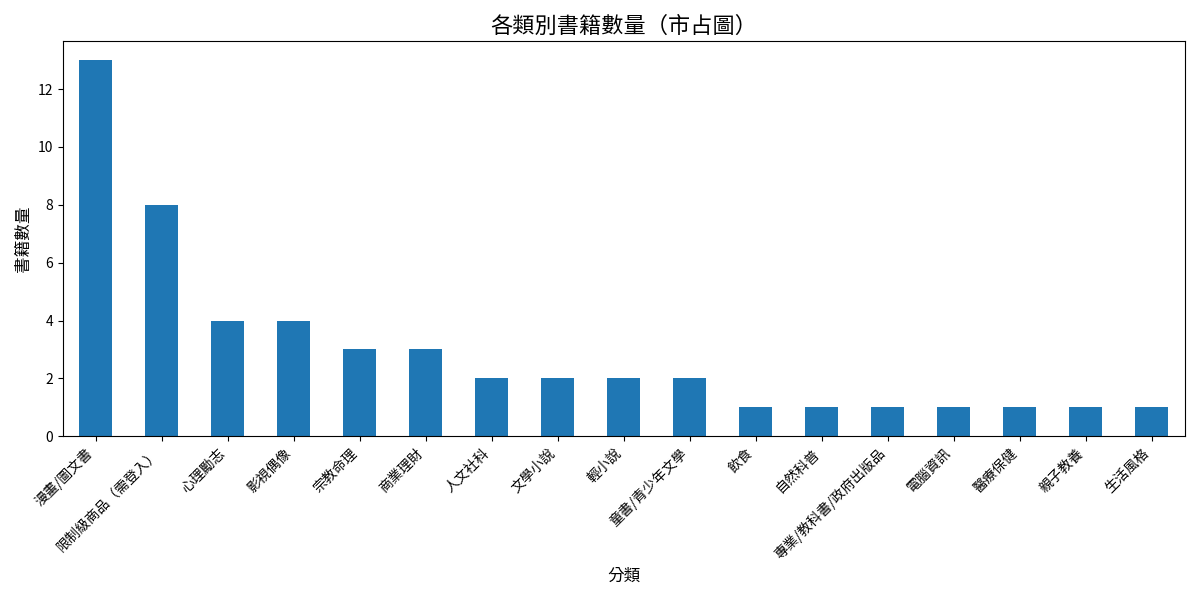 各類別書籍數量（市占圖）
書籍數量
12
10
8
6
4
2
0
漫畫/圖文書
限制級商品（需登入）
心理勵志
影視偶像
宗教命理
商業理財
人文社科
文學小說
輕小說
童書/青少年文學
飲食
自然科普
專業/教科書/政府出版品
電腦資訊
醫療保健
親子教養
生活風格
分類